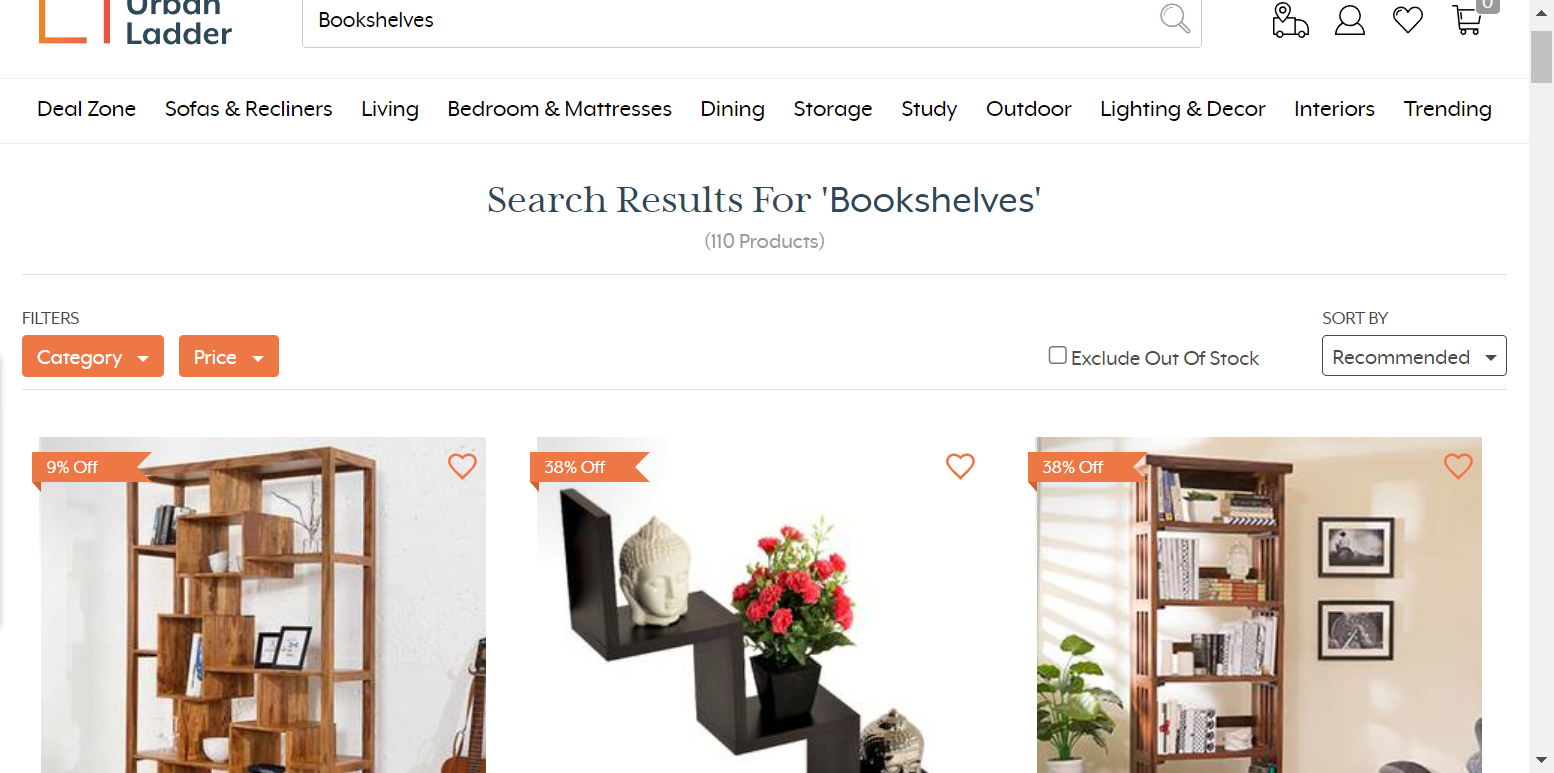 Urban
Ladder
Bookshelves
0
Deal Zone Sofas & Recliners Living Bedroom & Mattresses Dining Storage Study Outdoor Lighting & Decor Interiors Trending
Search Results For 'Bookshelves'
(110 Products)
FILTERS
SORT BY
Category
Price
Exclude Out Of Stock
Recommended
9% Off
38% Off
38% Off